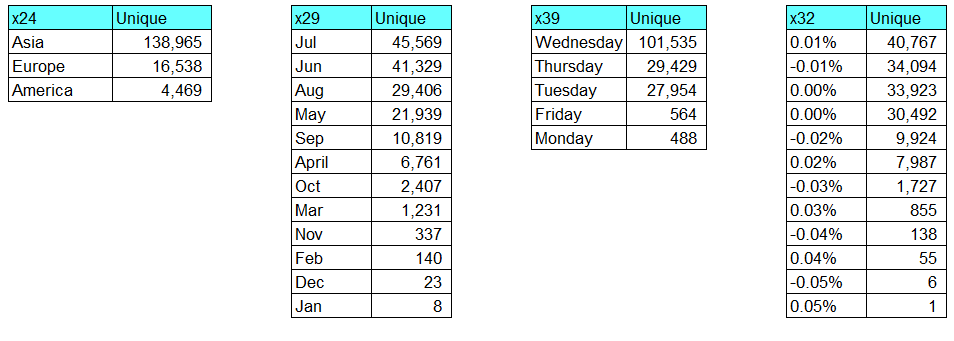 x24 Unique
Asia 138,965
Europe 16,538
America 4,469
x29 Unique
Jul 45,569
Jun 41,329
Aug 29,406
May 21,939
Sep 10,819
April 6,761
Oct 2,407
Mar 1,231
Nov 337
Feb 140
Dec 23
Jan 8
x39 Unique
Wednesday 101,535
Thursday 29,429
Tuesday 27,954
Friday 564
Monday 488
x32 Unique
0.01% 40,767
-0.01% 34,094
0.00% 33,923
0.00% 30,492
-0.02% 9,924
0.02% 7,987
-0.03% 1,727
0.03% 855
-0.04% 138
0.04% 55
-0.05% 6
0.05% 1